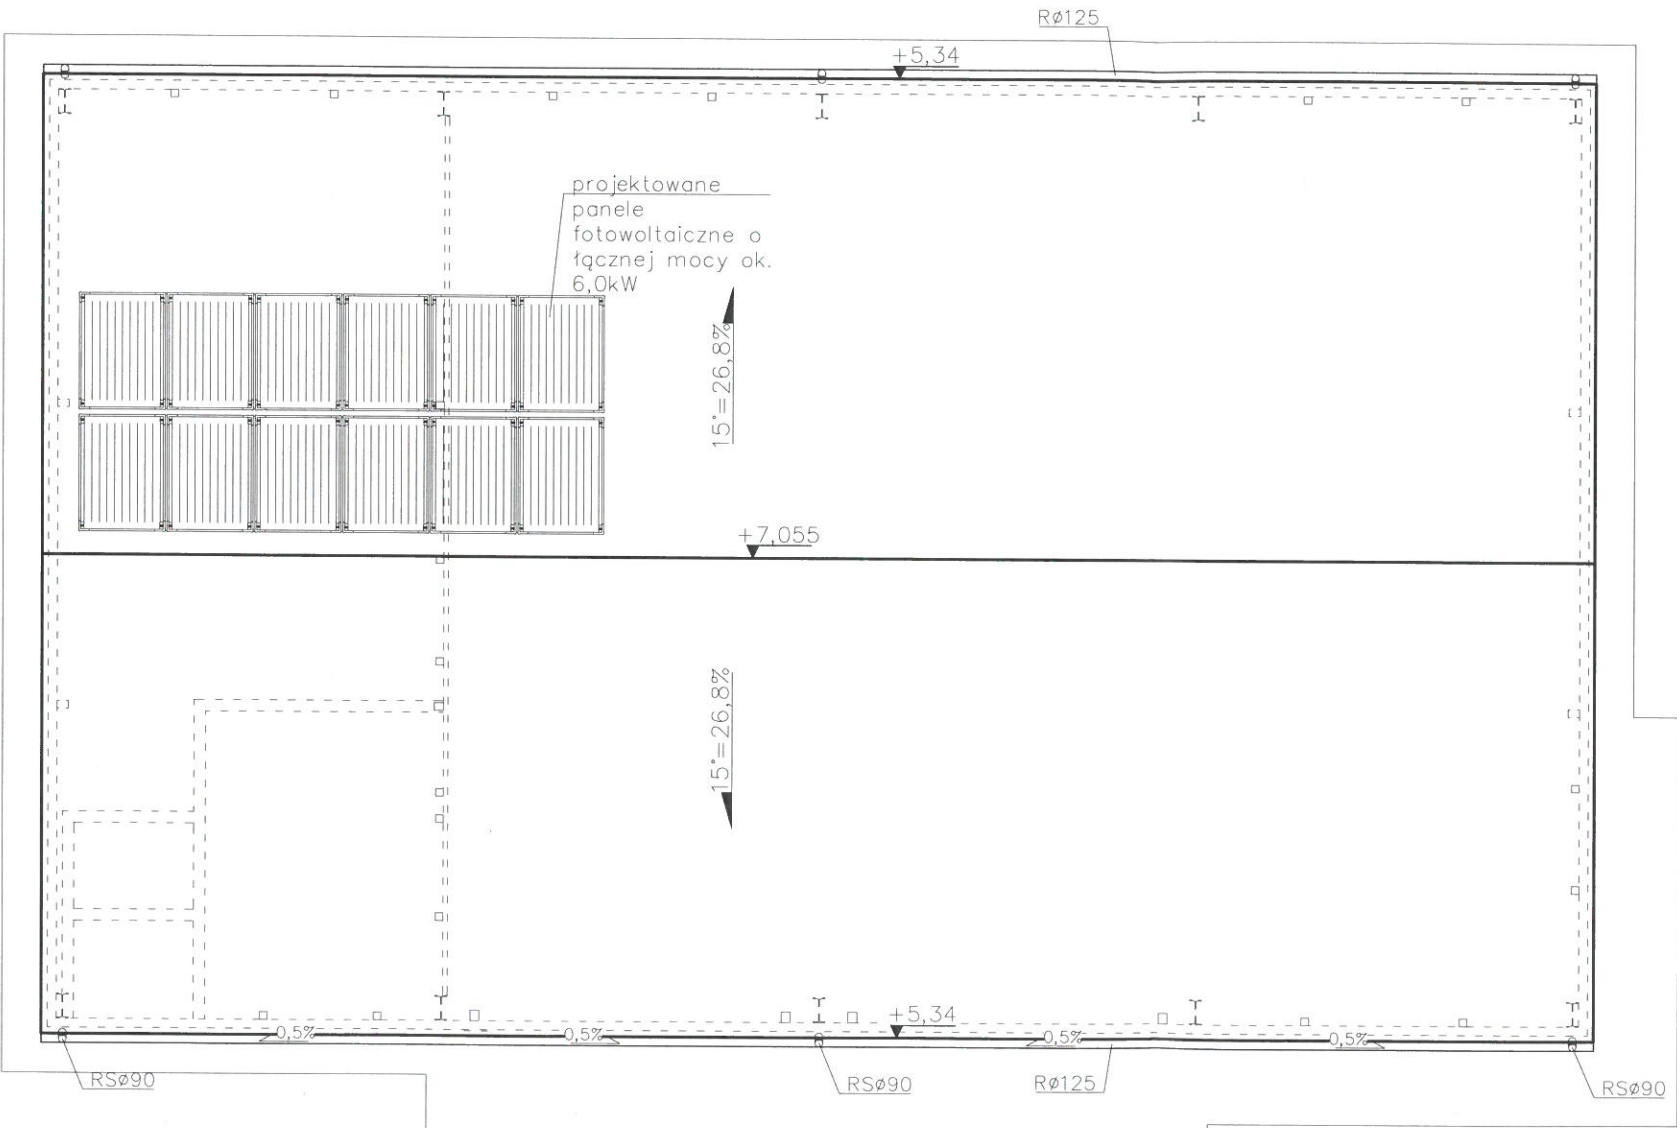 RØ125
+5,34
projektowane
panele
fotowoltaiczne o
łącznej mocy ok.
6,0kW
15°=26,8%
+7,055
15°=26,8%
+5,34
0,5%
0,5%
0,5%
0,5%
RSØ90
RSØ90
RØ125
RSØ90